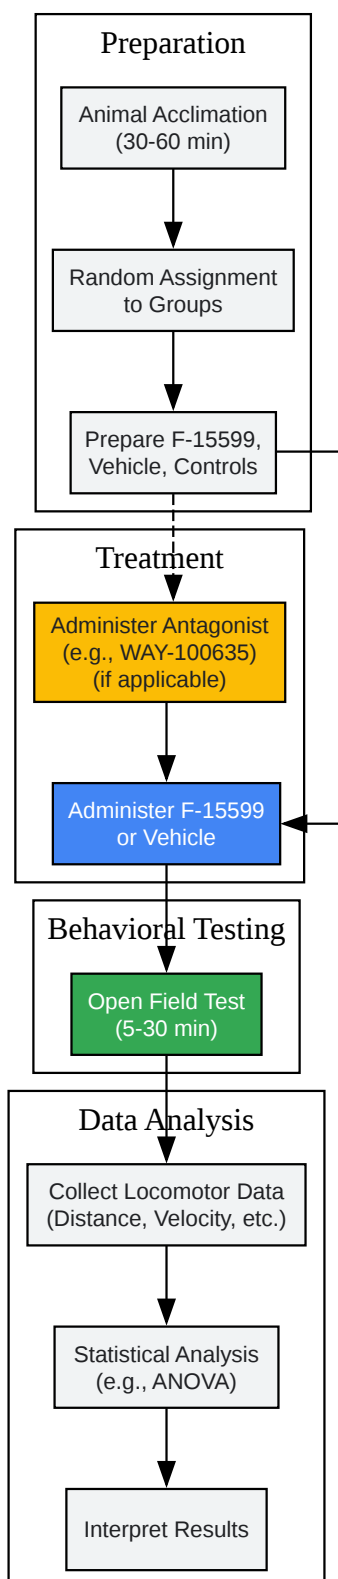 Preparation
Animal Acclimation
(30-60 min)
Random Assignment
to Groups
Prepare F-15599,
Vehicle, Controls
Treatment
Administer Antagonist
(e.g., WAY-100635)
(if applicable)
Administer F-15599
or Vehicle
Behavioral Testing
Open Field Test
(5-30 min)
Data Analysis
Collect Locomotor Data
(Distance, Velocity, etc.)
Statistical Analysis
(e.g., ANOVA)
Interpret Results